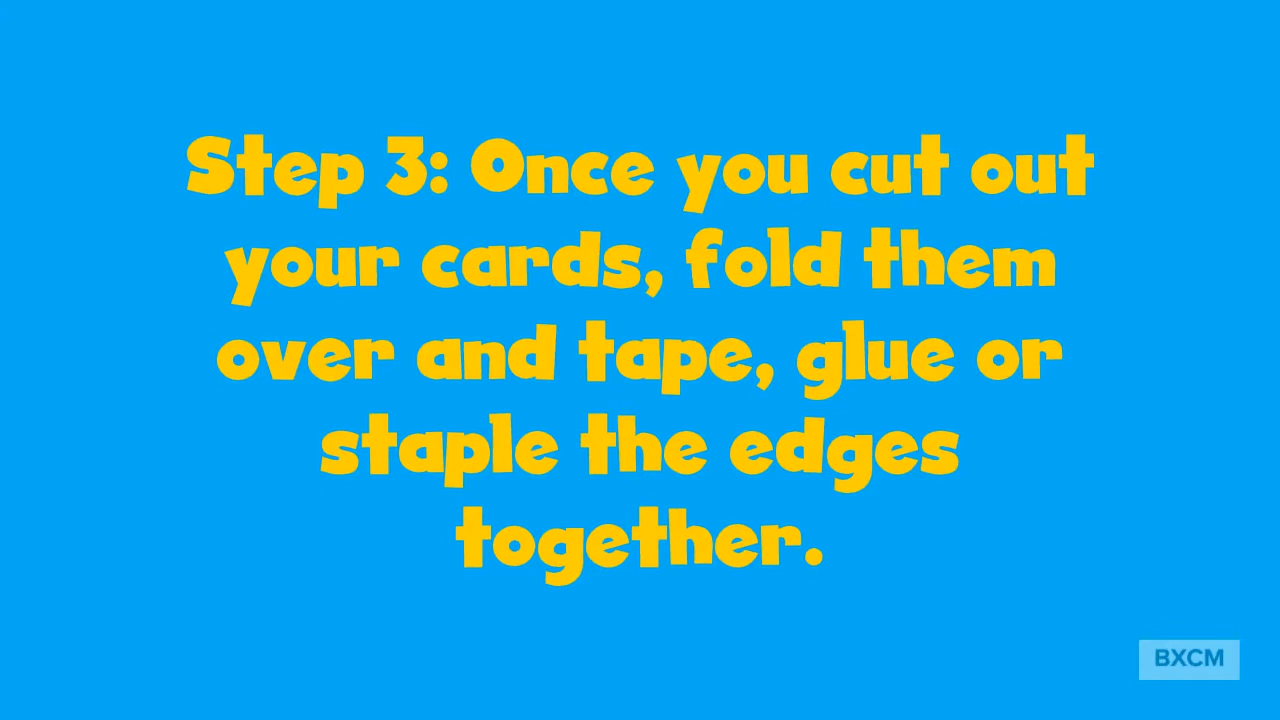 Step 3: Once you cut out
your cards, fold them
over and tape, glue or
staple the edges
together.
BXCM